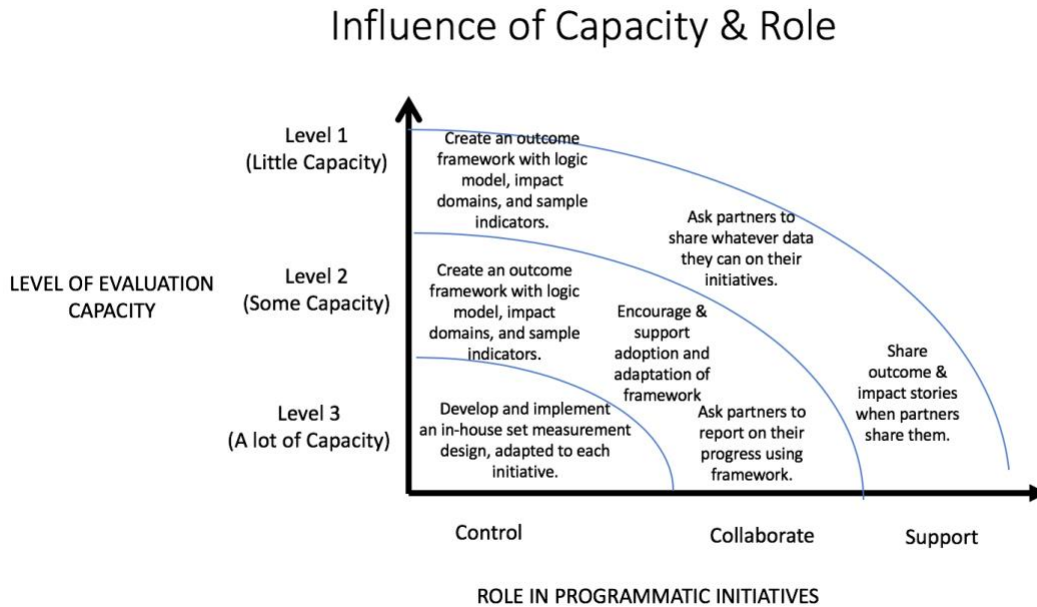 Influence of Capacity & Role
Level 1
(Little Capacity)
Create an outcome
framework with logic
model, impact
domains, and sample
indicators.
Ask partners to
share whatever data
they can on their
initiatives.
LEVEL OF EVALUATION
CAPACITY
Level 2
(Some Capacity)
Create an outcome
framework with logic
model, impact
domains, and sample
indicators.
Encourage &
support
adoption and
adaptation of
framework
Share
outcome &
impact stories
when partners
share them.
Level 3
(A lot of Capacity)
Develop and implement
an in-house set measurement
design, adapted to each
initiative.
Ask partners to
report on their
progress using
framework.
Control
Collaborate
Support
ROLE IN PROGRAMMATIC INITIATIVES